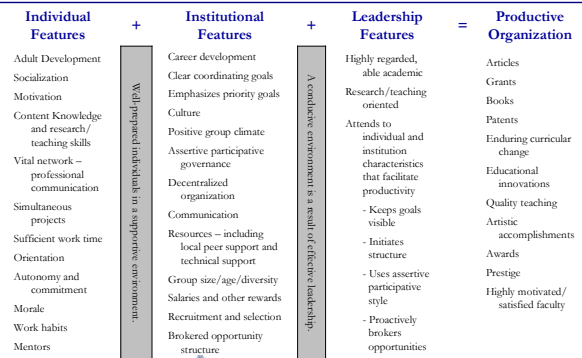 Individual
Features
+
Institutional
Features
+
Leadership
Features
=
Productive
Organization
Adult Development
Socialization
Motivation
Content Knowledge
and research/
teaching skills
Vital network –
professional
communication
Simultaneous
projects
Sufficient work time
Orientation
Autonomy and
commitment
Morale
Work habits
Mentors
Well-prepared individuals in a supportive environment.
Career development
Clear coordinating goals
Emphasizes priority goals
Culture
Positive group climate
Assertive participative
governance
Decentralized
organization
Communication
Resources – including
local peer support and
technical support
Group size/age/diversity
Salaries and other rewards
Recruitment and selection
Brokered opportunity
structure
A conducive environment is a result of effective leadership.
Highly regarded,
able academic
Research/teaching
oriented
Attends to
individual and
institution
characteristics
that facilitate
productivity
- Keeps goals
visible
- Initiates
structure
- Uses assertive
participative
style
- Proactively
brokers
opportunities
Articles
Grants
Books
Patents
Enduring curricular
change
Educational
innovations
Quality teaching
Artistic
accomplishments
Awards
Prestige
Highly motivated/
satisfied faculty